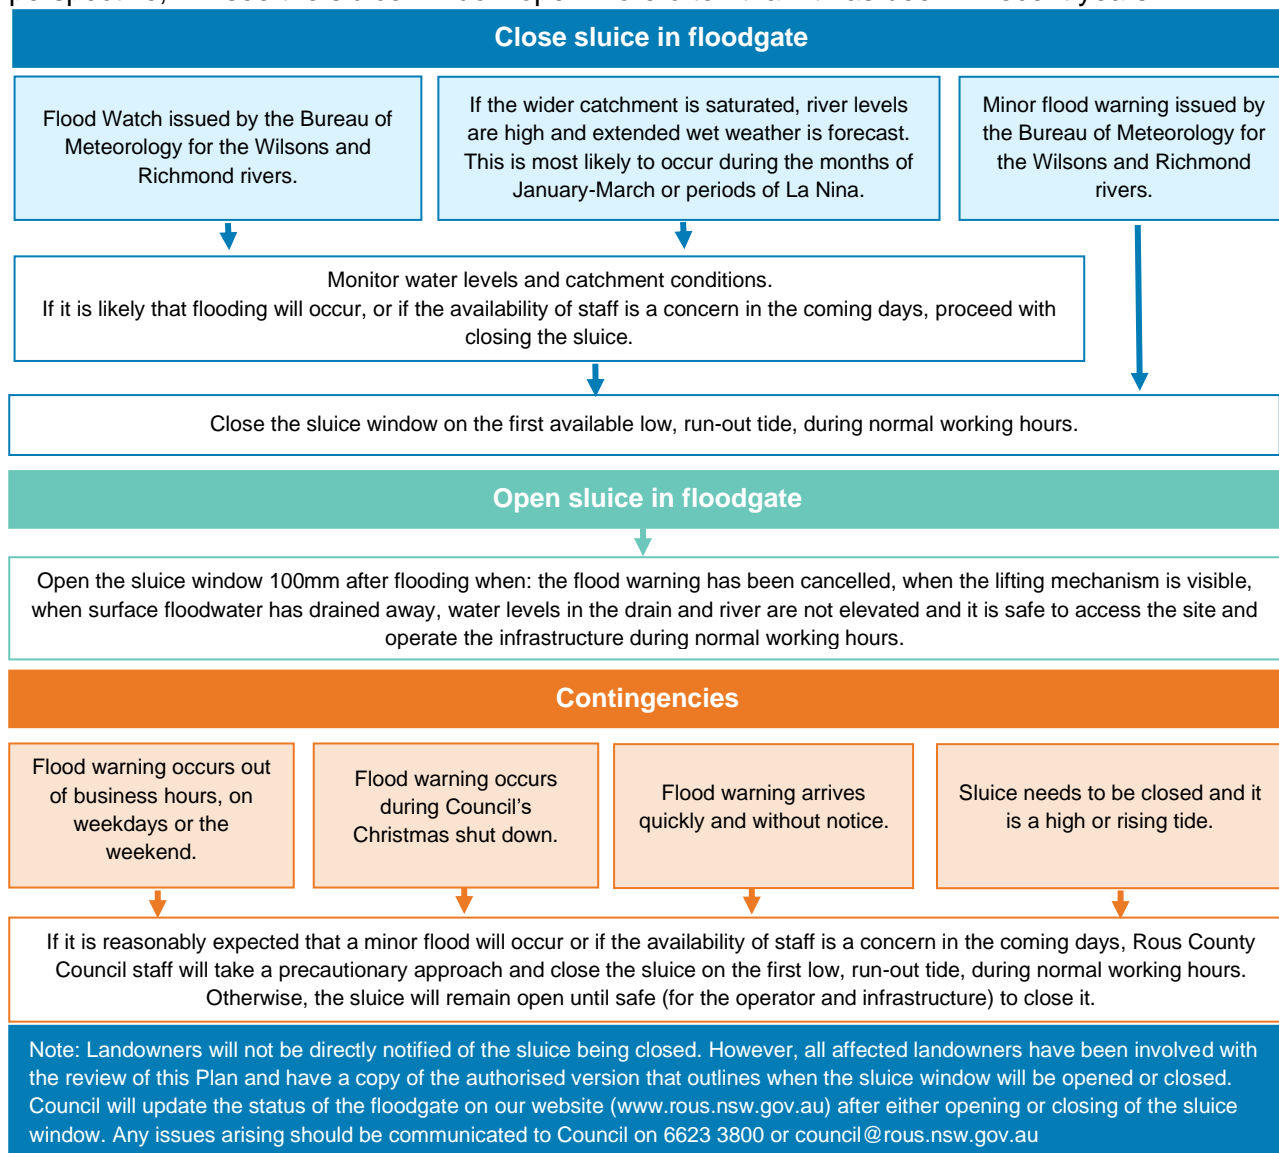 Close sluice in floodgate
Flood Watch issued by the Bureau of
Meteorology for the Wilsons and
Richmond rivers.
If the wider catchment is saturated, river levels
are high and extended wet weather is forecast.
This is most likely to occur during the months of
January-March or periods of La Nina.
Minor flood warning issued by
the Bureau of Meteorology for
the Wilsons and Richmond
rivers.
Monitor water levels and catchment conditions.
If it is likely that flooding will occur, or if the availability of staff is a concern in the coming days, proceed with
closing the sluice.
Close the sluice window on the first available low, run-out tide, during normal working hours.
Open sluice in floodgate
Open the sluice window 100mm after flooding when: the flood warning has been cancelled, when the lifting mechanism is visible,
when surface floodwater has drained away, water levels in the drain and river are not elevated and it is safe to access the site and
operate the infrastructure during normal working hours.
Contingencies
Flood warning occurs out
of business hours, on
weekdays or the
weekend.
Flood warning occurs
during Council's
Christmas shut down.
Flood warning arrives
quickly and without notice.
Sluice needs to be closed and it
is a high or rising tide.
If it is reasonably expected that a minor flood will occur or if the availability of staff is a concern in the coming days, Rous County
Council staff will take a precautionary approach and close the sluice on the first low, run-out tide, during normal working hours.
Otherwise, the sluice will remain open until safe (for the operator and infrastructure) to close it.
Note: Landowners will not be directly notified of the sluice being closed. However, all affected landowners have been involved with
the review of this Plan and have a copy of the authorised version that outlines when the sluice window will be opened or closed.
Council will update the status of the floodgate on our website (www.rous.nsw.gov.au) after either opening or closing of the sluice
window. Any issues arising should be communicated to Council on 6623 3800 or council@rous.nsw.gov.au